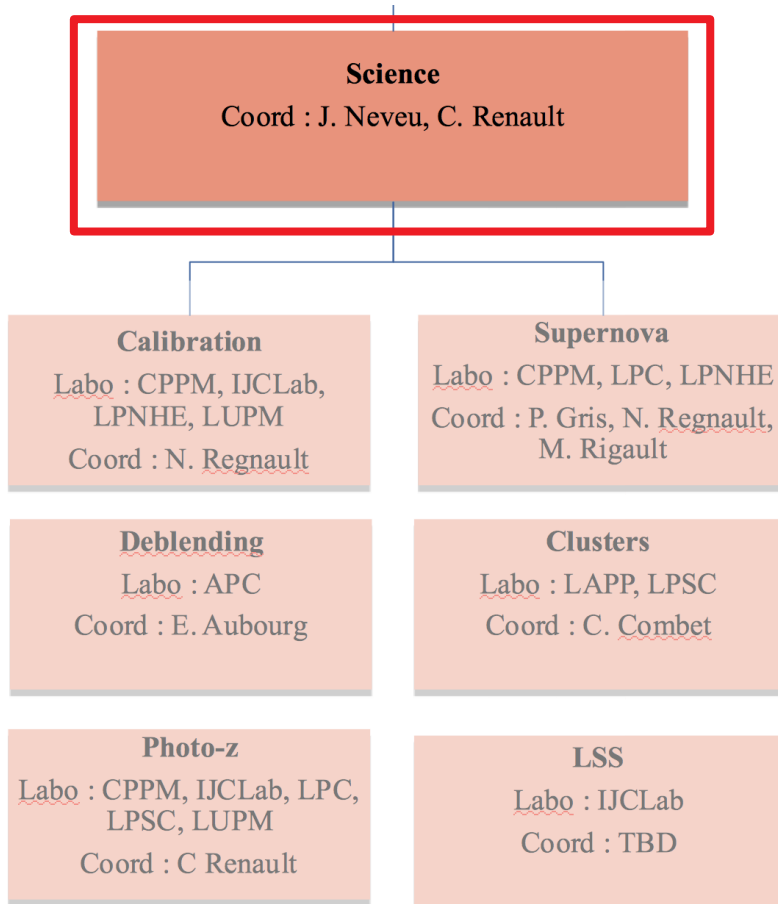 Science
Coord : J. Neveu, C. Renault
Calibration
Labo : CPPM, IJCLab,
LPNHE, LUPM
Coord : N. Regnault
Supernova
Labo : CPPM, LPC, LPNHE
Coord : P. Gris, N. Regnault,
M. Rigault
Deblending
Labo : APC
Coord : E. Aubourg
Clusters
Labo : LAPP, LPSC
Coord : C. Combet
Photo-z
Labo : CPPM, IJCLab, LPC,
LPSC, LUPM
Coord : C Renault
LSS
Labo : IJCLab
Coord : TBD